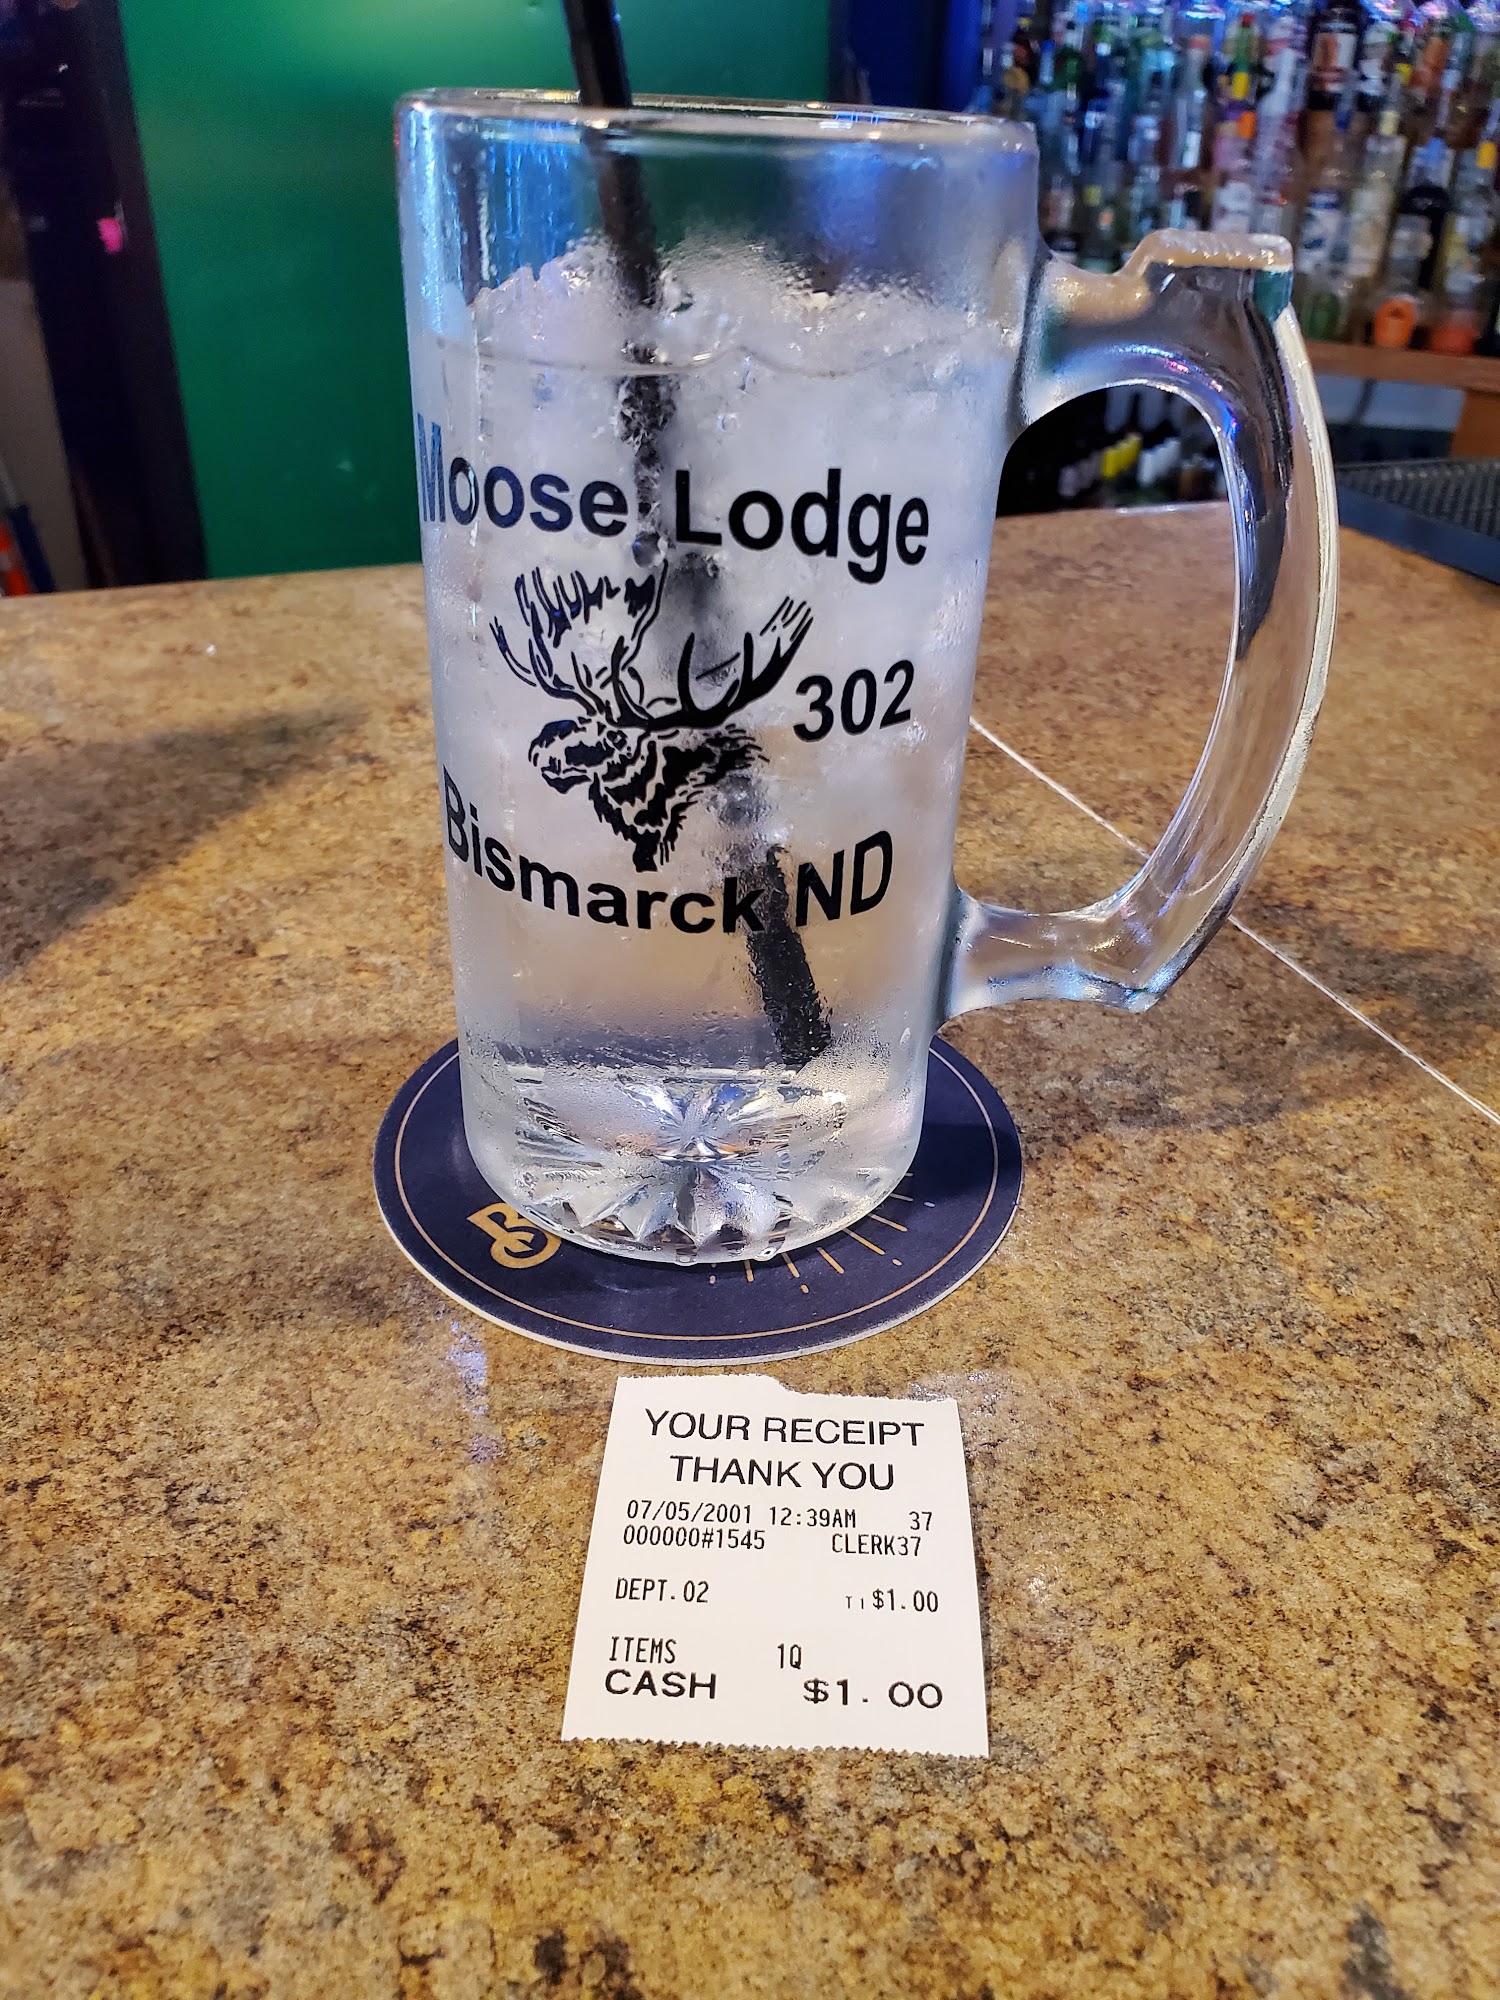 Moose Lodge
302
Bismarck ND
B
YOUR RECEIPT
THANK YOU
07/05/2001 12:39AM 37
000000#1545 CLERK37
DEPT.02 T1 $1.00
ITEMS 1Q
CASH $1.00